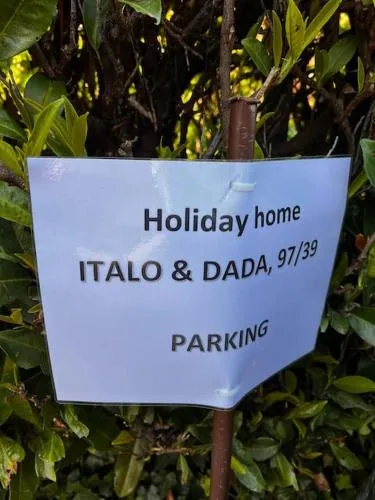 Holiday home
ITALO & DADA, 97/39
PARKING